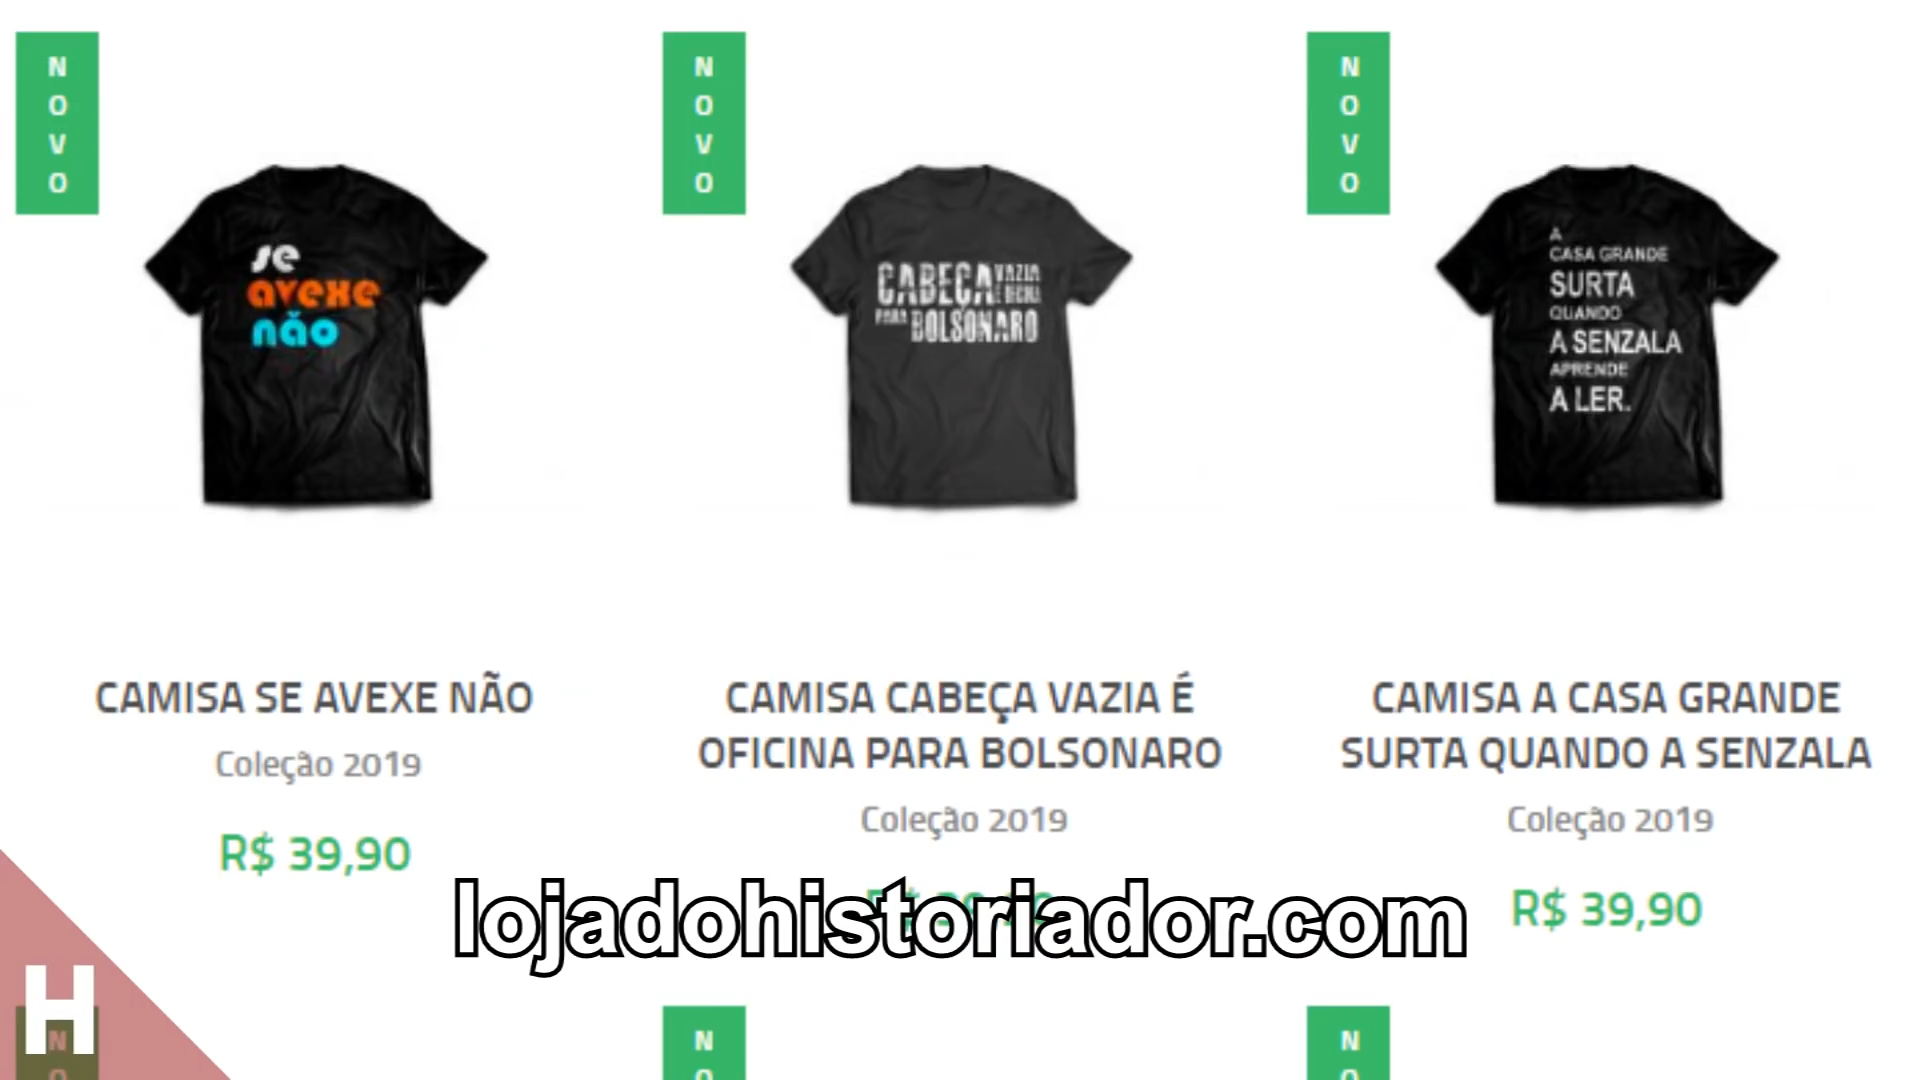 N
O
V
O
N
O
V
O
N
O
V
O
se
avexe
não
CABEÇA VAZIA
PARA BOLSONARO
A
CASA GRANDE
SURTA
QUANDO
A SENZALA
APRENDE
A LER.
CAMISA SE AVEXE NÃO
Coleção 2019
R$ 39,90
CAMISA CABEÇA VAZIA É
OFICINA PARA BOLSONARO
Coleção 2019
CAMISA A CASA GRANDE
SURTA QUANDO A SENZALA
Coleção 2019
R$ 39,90
lojadohistoriador.com
H
N
O
N
O
N
O